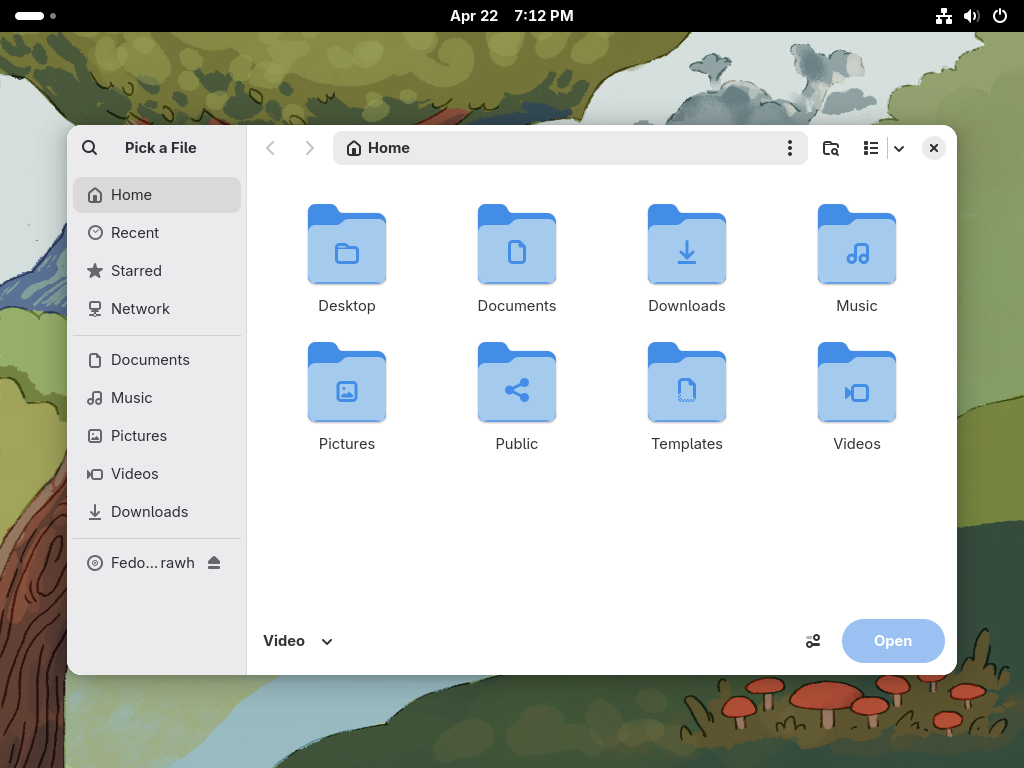 Apr 22 7:12 PM
Pick a File
Home
Home
Recent
Starred
Network
Documents
Music
Pictures
Videos
Downloads
Fedo... rawh
Desktop
Documents
Downloads
Music
Pictures
Public
Templates
Videos
Video
Open